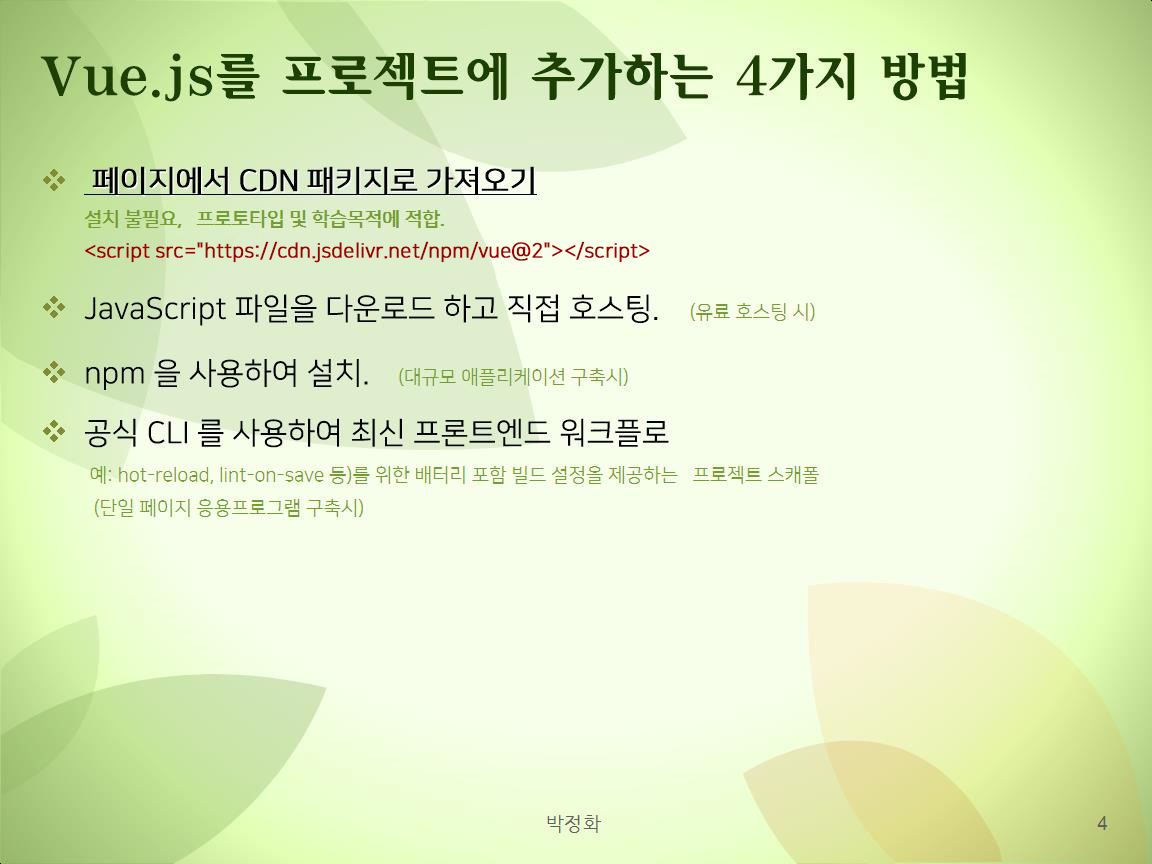 Vue.js를 프로젝트에 추가하는 4가지 방법
페이지에서 CDN 패키지로 가져오기
설치 불필요, 프로토타입 및 학습목적에 적합.
<script src="https://cdn.jsdelivr.net/npm/vue@2"></script>
JavaScript 파일을 다운로드 하고 직접 호스팅. (유료 호스팅 시)
npm 을 사용하여 설치. (대규모 애플리케이션 구축시)
공식 CLI 를 사용하여 최신 프론트엔드 워크플로
예: hot-reload, lint-on-save 등)를 위한 배터리 포함 빌드 설정을 제공하는 프로젝트 스캐폴
(단일 페이지 응용프로그램 구축시)
박정화
4